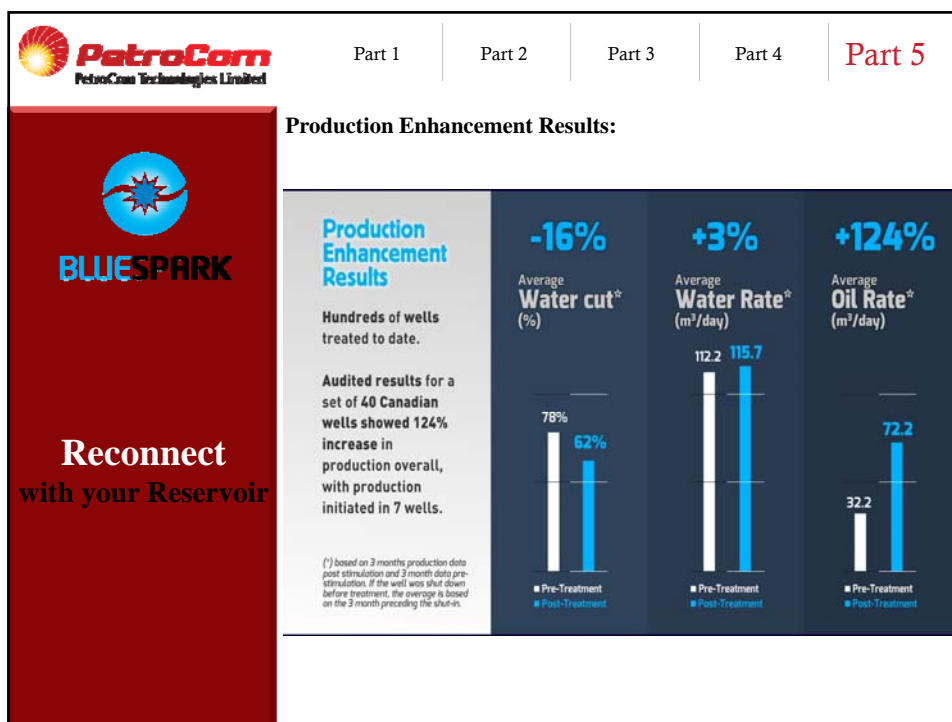 PetroCom
PetroCom Technologies Limited
Part 1
Part 2
Part 3
Part 4
Part 5
BLUESPARK
Reconnect
with your Reservoir
Production Enhancement Results:
Production
Enhancement
Results
Hundreds of wells
treated to date.
Audited results for a
set of 40 Canadian
wells showed 124%
increase in
production overall,
with production
initiated in 7 wells.
(*) based on 3 months production data
post stimulation and 3 month data pre-
stimulation. If the well was shut down
before treatment, the average is based
on the 3 month preceding the shut-in.
-16%
Average
Water cut*
(%)
78%
62%
Pre-Treatment
Post-Treatment
+3%
Average
Water Rate*
(m³/day)
112.2
115.7
Pre-Treatment
Post-Treatment
+124%
Average
Oil Rate*
(m³/day)
32.2
72.2
Pre-Treatment
Post-Treatment